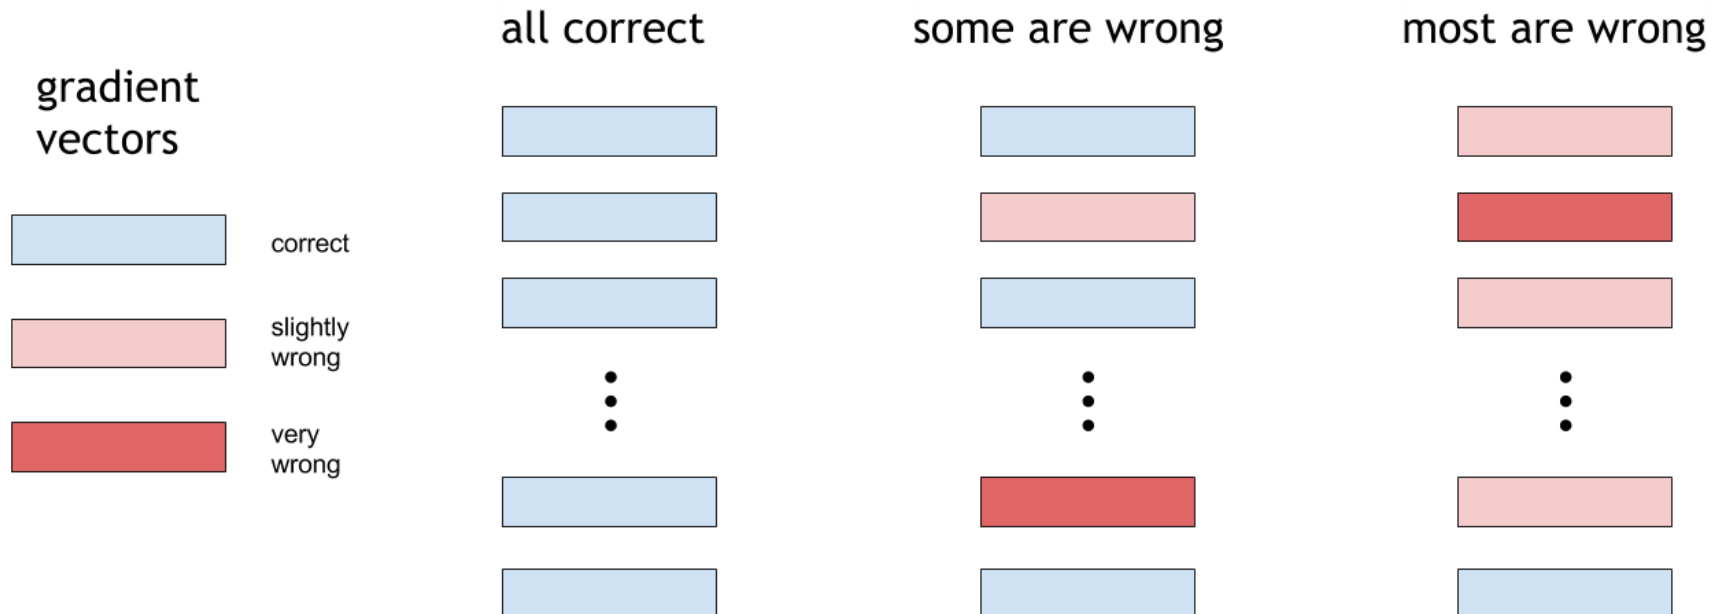 all correct
some are wrong
most are wrong
gradient
vectors
correct
slightly
wrong
very
wrong